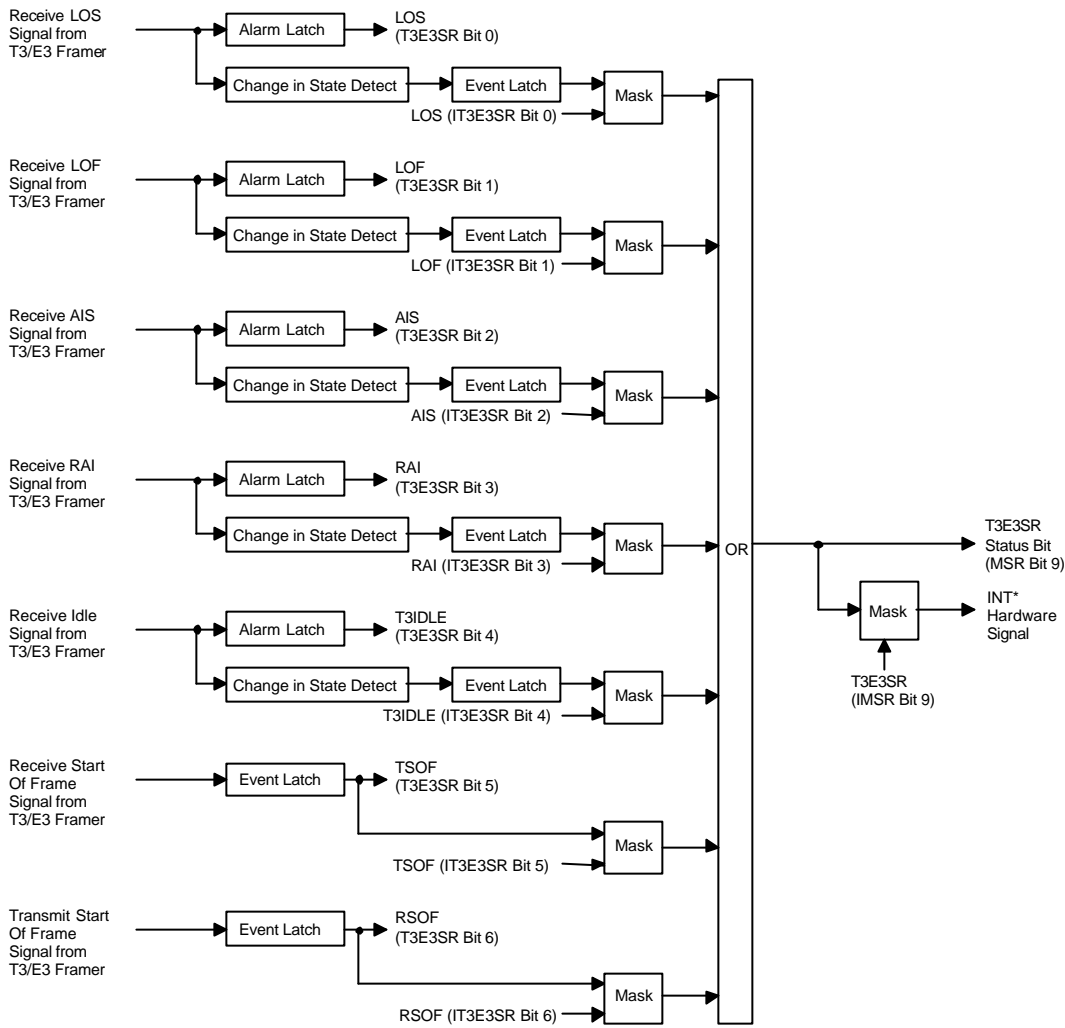 Receive LOS
Signal from
T3/E3 Framer
Alarm Latch
LOS
(T3E3SR Bit 0)
Change in State Detect
Event Latch
Mask
LOS (IT3E3SR Bit 0)
Receive LOF
Signal from
T3/E3 Framer
Alarm Latch
LOF
(T3E3SR Bit 1)
Change in State Detect
Event Latch
Mask
LOF (IT3E3SR Bit 1)
Receive AIS
Signal from
T3/E3 Framer
Alarm Latch
AIS
(T3E3SR Bit 2)
Change in State Detect
Event Latch
Mask
AIS (IT3E3SR Bit 2)
Receive RAI
Signal from
T3/E3 Framer
Alarm Latch
RAI
(T3E3SR Bit 3)
Change in State Detect
Event Latch
Mask
RAI (IT3E3SR Bit 3)
Receive Idle
Signal from
T3/E3 Framer
Alarm Latch
T3IDLE
(T3E3SR Bit 4)
Change in State Detect
Event Latch
Mask
T3IDLE (IT3E3SR Bit 4)
Receive Start
Of Frame
Signal from
T3/E3 Framer
Event Latch
TSOF
(T3E3SR Bit 5)
Mask
TSOF (IT3E3SR Bit 5)
Transmit Start
Of Frame
Signal from
T3/E3 Framer
Event Latch
RSOF
(T3E3SR Bit 6)
Mask
RSOF (IT3E3SR Bit 6)
OR
T3E3SR
Status Bit
(MSR Bit 9)
Mask
INT*
Hardware
Signal
T3E3SR
(IMSR Bit 9)